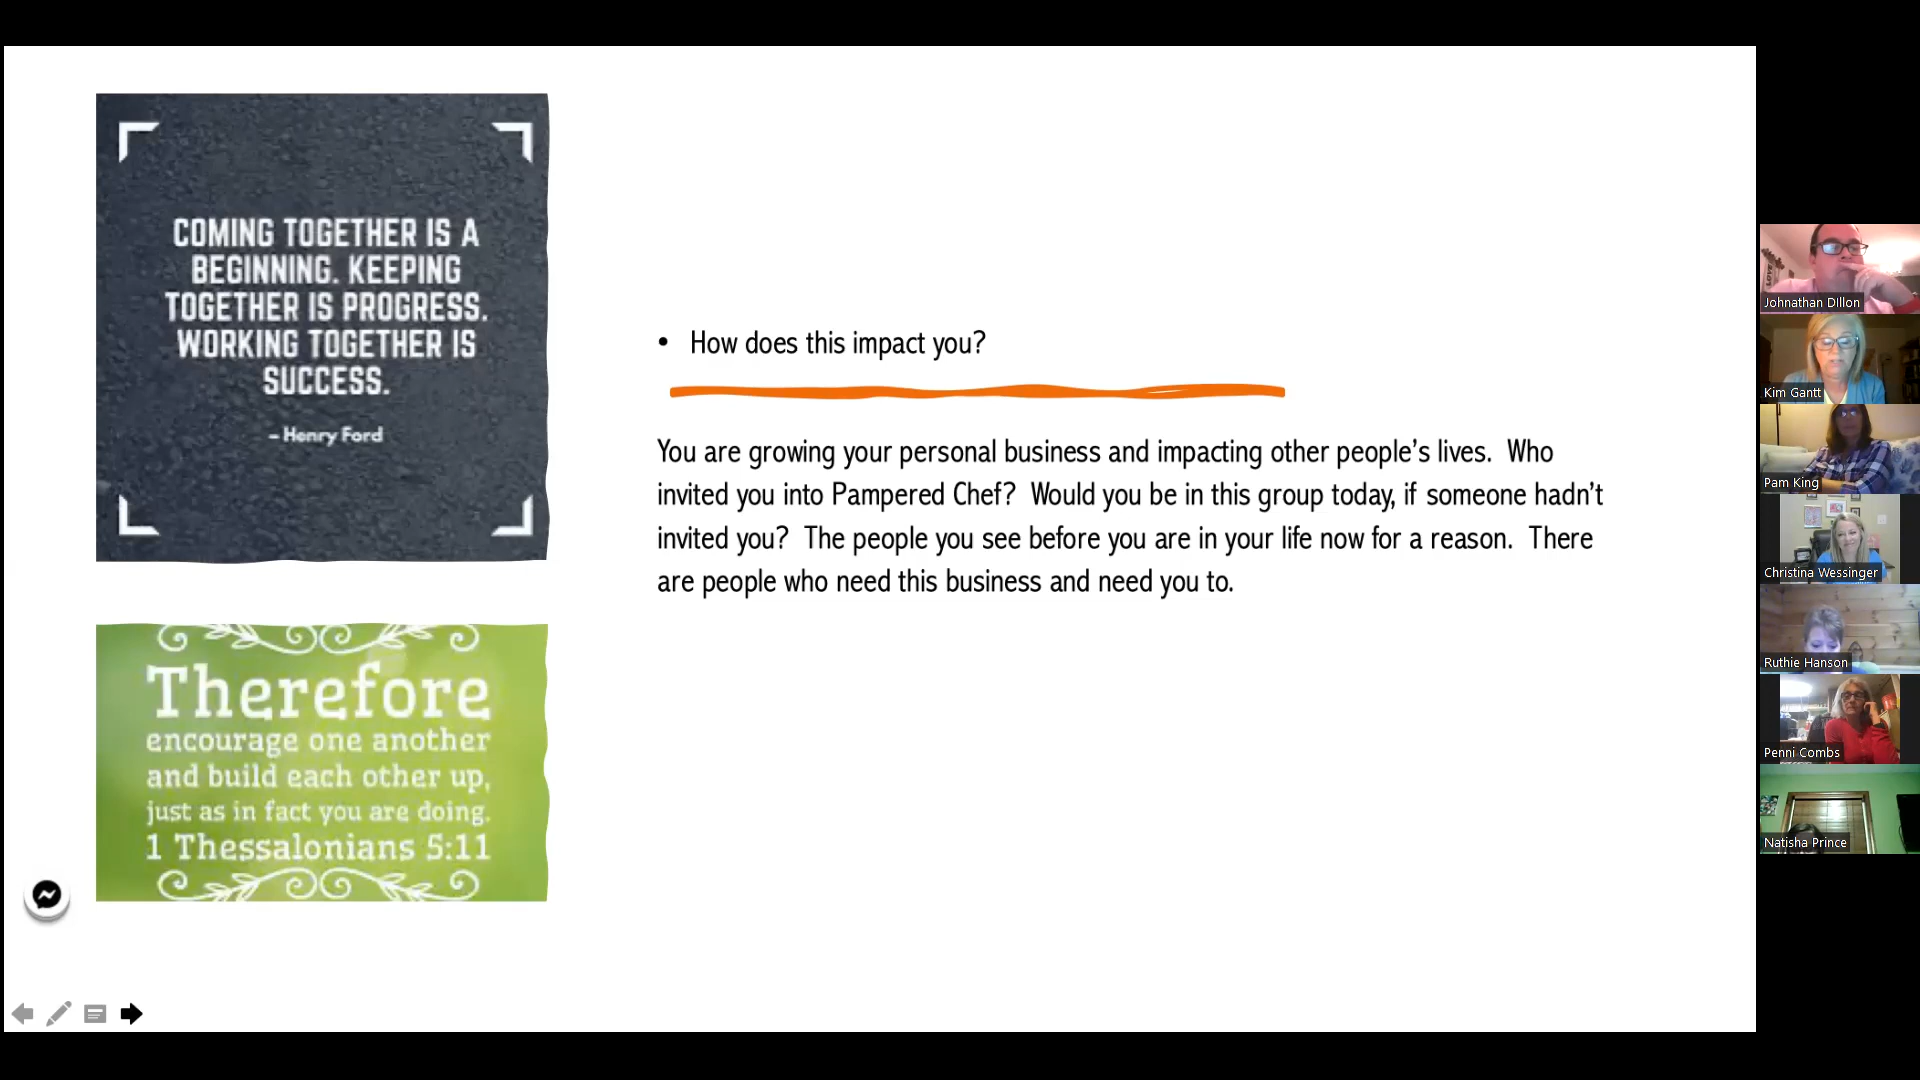 COMING TOGETHER IS A
BEGINNING. KEEPING
TOGETHER IS PROGRESS.
WORKING TOGETHER IS
SUCCESS.
– Henry Ford
Therefore
encourage one another
and build each other up,
just as in fact you are doing.
1 Thessalonians 5:11
• How does this impact you?
You are growing your personal business and impacting other people’s lives.  Who
invited you into Pampered Chef?  Would you be in this group today, if someone hadn’t
invited you?  The people you see before you are in your life now for a reason.  There
are people who need this business and need you to.
Johnathan DIllon
Kim Gantt
Pam King
Christina Wessinger
Ruthie Hanson
Penni Combs
Natisha Prince